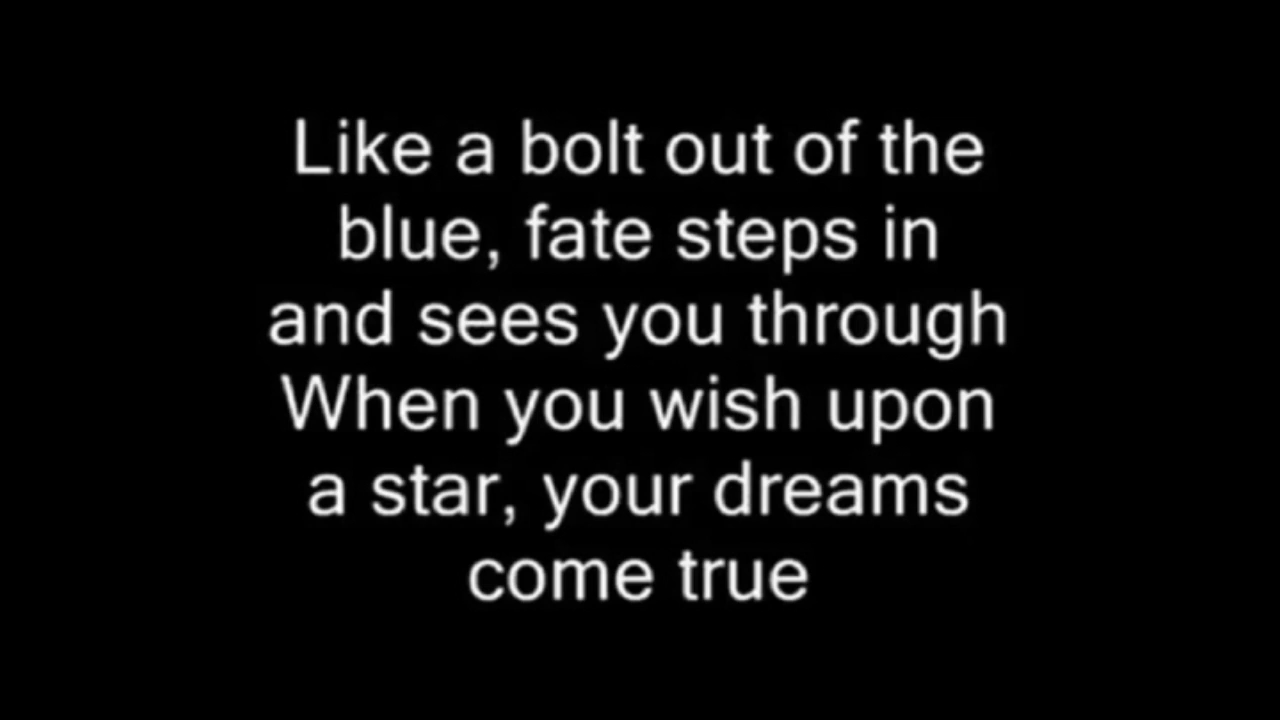 Like a bolt out of the
blue, fate steps in
and sees you through
When you wish upon
a star, your dreams
come true